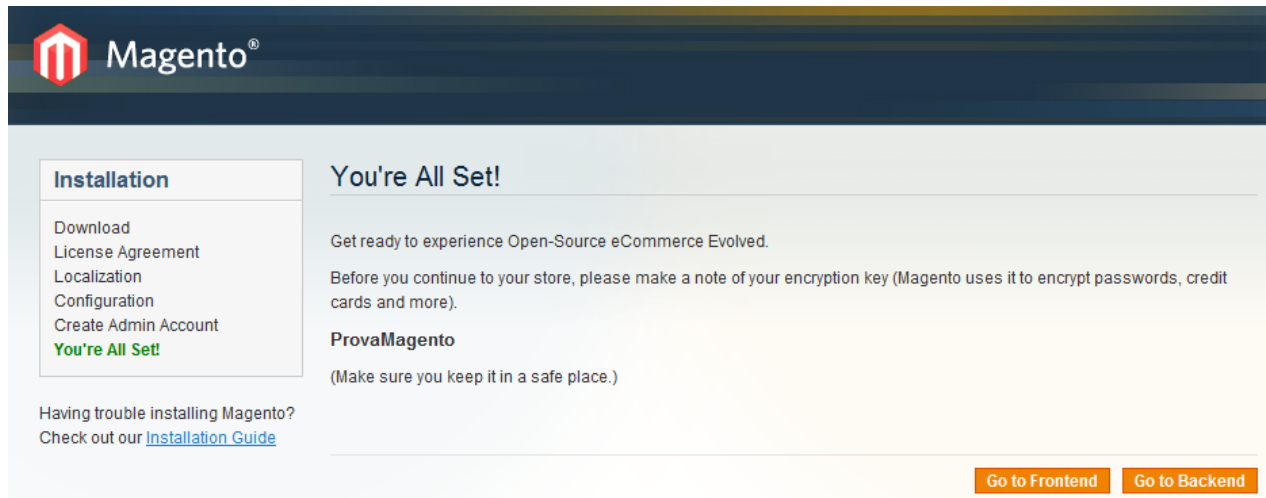 Magento®
Installation
Download
License Agreement
Localization
Configuration
Create Admin Account
You're All Set!
Having trouble installing Magento?
Check out our Installation Guide
You're All Set!
Get ready to experience Open-Source eCommerce Evolved.
Before you continue to your store, please make a note of your encryption key (Magento uses it to encrypt passwords, credit
cards and more).
ProvaMagento
(Make sure you keep it in a safe place.)
Go to Frontend
Go to Backend